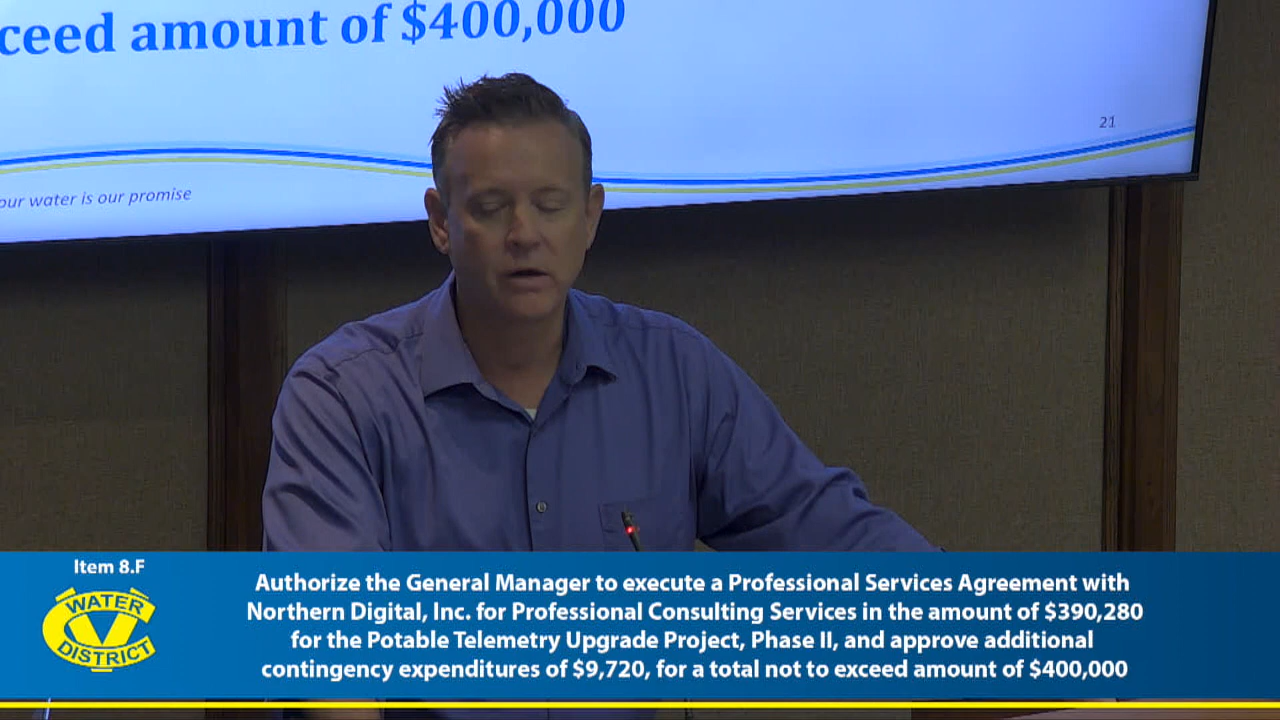 ceed amount of $400,000
21
our water is our promise
Item 8.F
WATER
CV
DISTRICT
Authorize the General Manager to execute a Professional Services Agreement with
Northern Digital, Inc. for Professional Consulting Services in the amount of $390,280
for the Potable Telemetry Upgrade Project, Phase II, and approve additional
contingency expenditures of $9,720, for a total not to exceed amount of $400,000